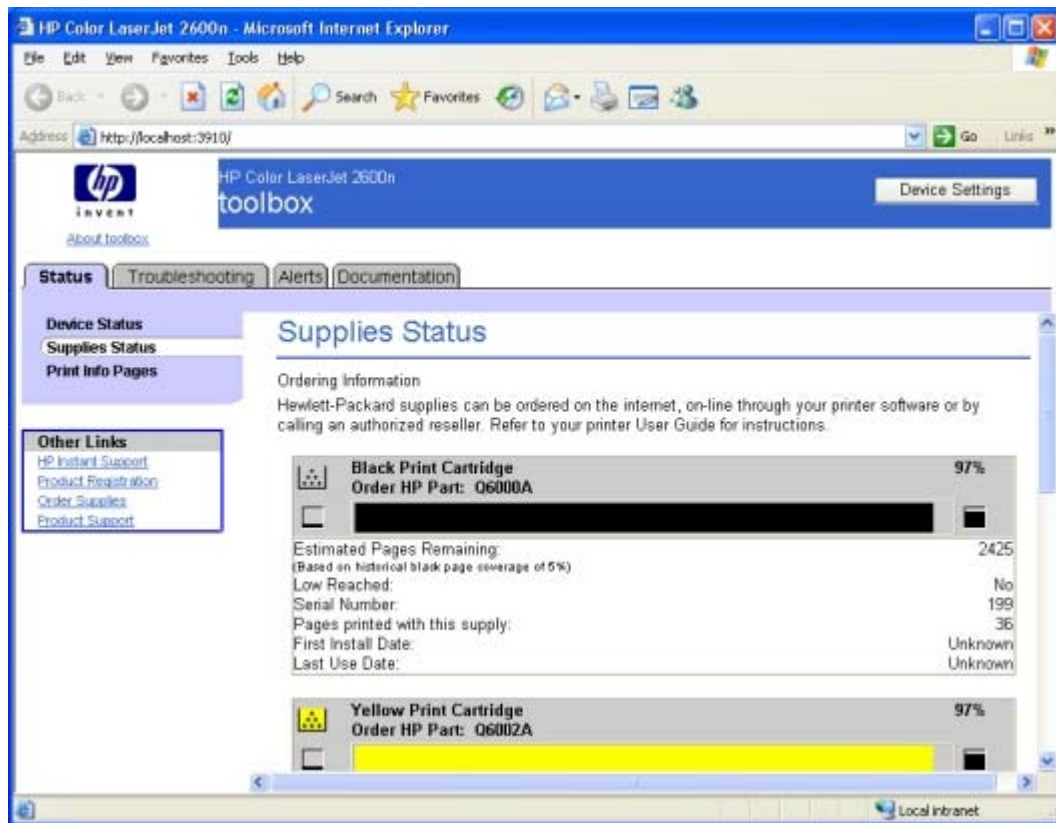 HP Color LaserJet 2600n - Microsoft Internet Explorer
File Edit View Favorites Tools Help
Back Search Favorites
Address http://localhost:3910/ Go Links »
hp
invent
HP Color LaserJet 2600n
toolbox
Device Settings
About toolbox
Status Troubleshooting Alerts Documentation
Device Status
Supplies Status
Print Info Pages
Other Links
HP Instant Support
Product Registration
Order Supplies
Product Support
Supplies Status
Ordering Information
Hewlett-Packard supplies can be ordered on the internet, on-line through your printer software or by
calling an authorized reseller. Refer to your printer User Guide for instructions.
Black Print Cartridge 97%
Order HP Part: Q6000A
Estimated Pages Remaining: 2425
(Based on historical black page coverage of 5%)
Low Reached: No
Serial Number: 199
Pages printed with this supply: 36
First Install Date: Unknown
Last Use Date: Unknown
Yellow Print Cartridge 97%
Order HP Part: Q6002A
Local intranet